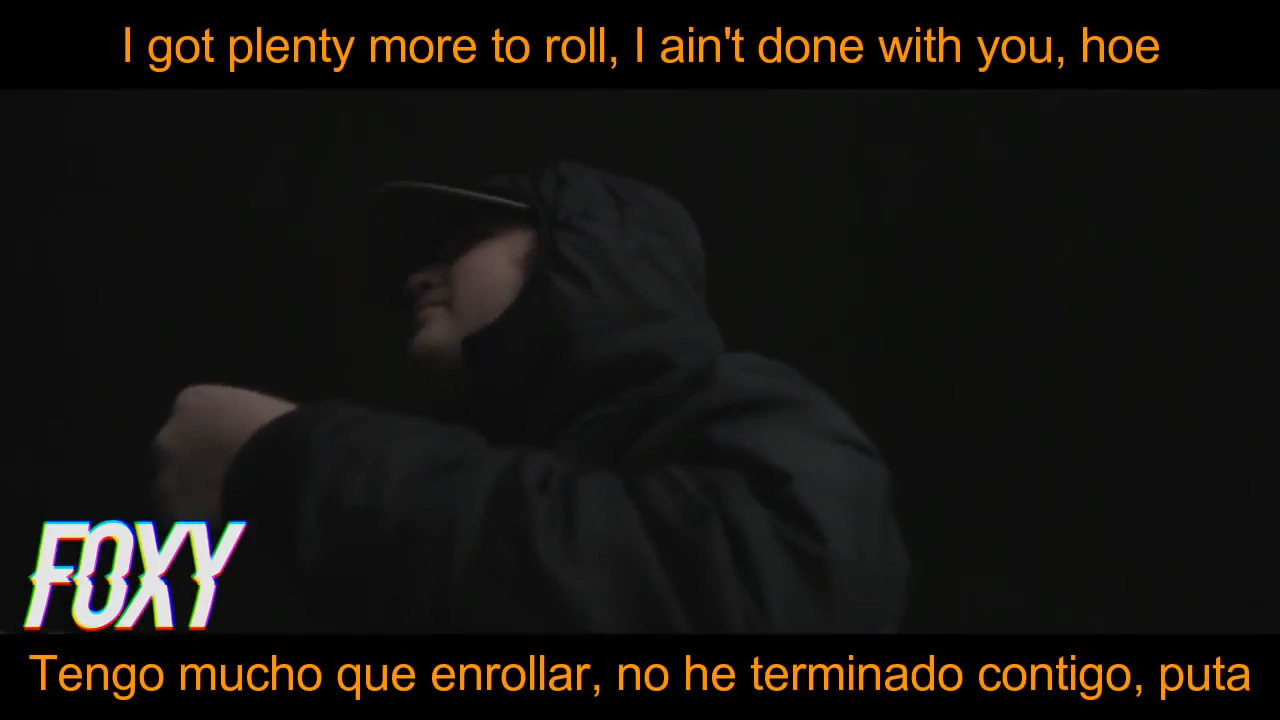 I got plenty more to roll, I ain't done with you, hoe
FOXY
Tengo mucho que enrollar, no he terminado contigo, puta